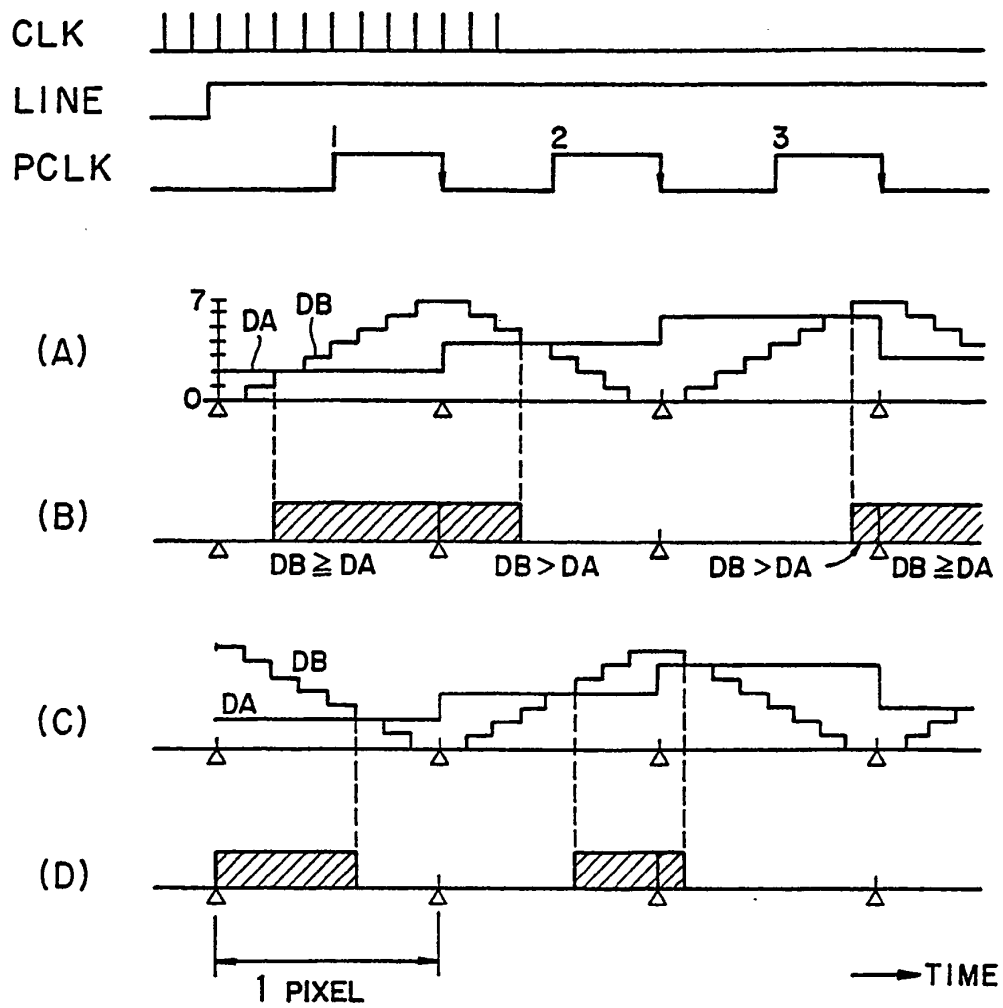 CLK
LINE
1 2 3
PCLK
7 DB
DA
(A)
0
(B)
DB ≧ DA DB > DA DB > DA DB ≧ DA
DB
DA
(C)
(D)
1 PIXEL
TIME